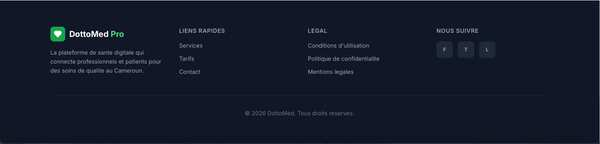 DottoMed Pro
La plateforme de sante digitale qui
connecte professionnels et patients pour
des soins de qualite au Cameroun.
LIENS RAPIDES
Services
Tarifs
Contact
LEGAL
Conditions d'utilisation
Politique de confidentialite
Mentions legales
NOUS SUIVRE
F T L
© 2026 DottoMed. Tous droits reserves.